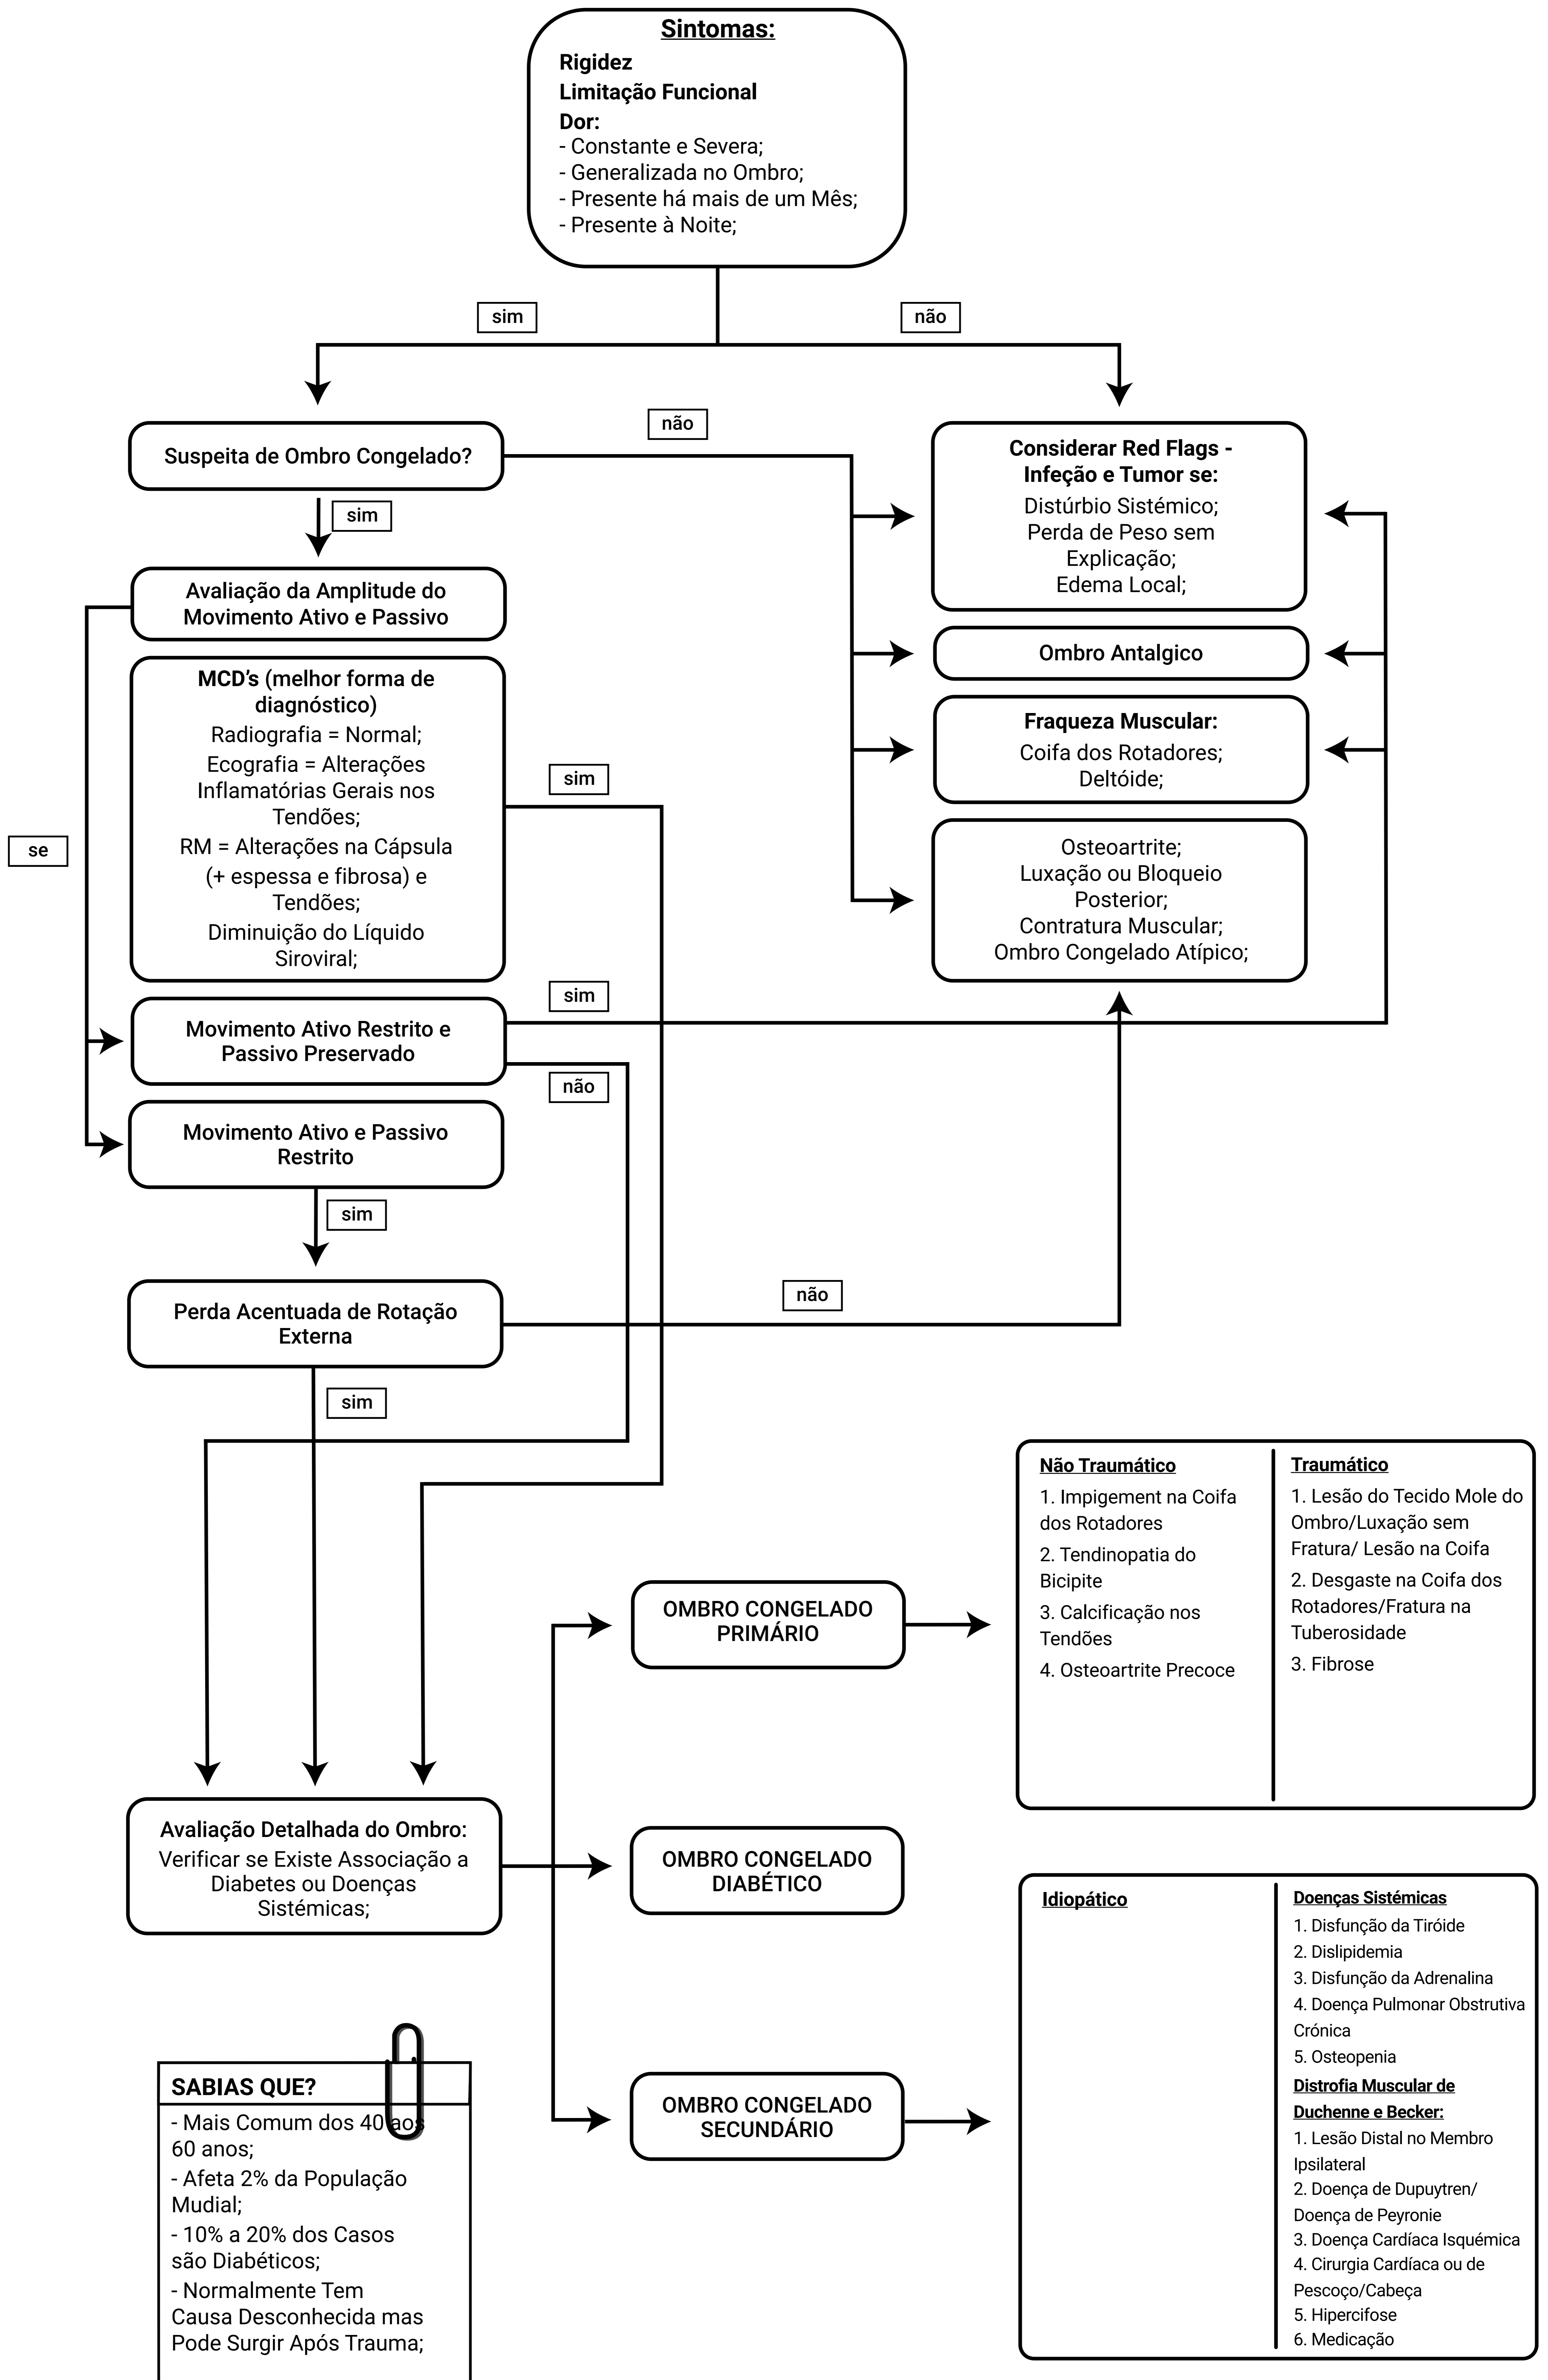 Sintomas:
Rigidez
Limitação Funcional
Dor:
- Constante e Severa;
- Generalizada no Ombro;
- Presente há mais de um Mês;
- Presente à Noite;
sim
não
Suspeita de Ombro Congelado?
não
sim
Considerar Red Flags -
Infeção e Tumor se:
Distúrbio Sistémico;
Perda de Peso sem
Explicação;
Edema Local;
Avaliação da Amplitude do
Movimento Ativo e Passivo
Ombro Antalgico
MCD's (melhor forma de
diagnóstico)
Radiografia = Normal;
Ecografia = Alterações
Inflamatórias Gerais nos
Tendões;
RM = Alterações na Cápsula
(+ espessa e fibrosa) e
Tendões;
Diminuição do Líquido
Siroviral;
sim
Fraqueza Muscular:
Coifa dos Rotadores;
Deltóide;
se
Osteoartrite;
Luxação ou Bloqueio
Posterior;
Contratura Muscular;
Ombro Congelado Atípico;
sim
Movimento Ativo Restrito e
Passivo Preservado
não
Movimento Ativo e Passivo
Restrito
sim
Perda Acentuada de Rotação
Externa
não
sim
Não Traumático
1. Impigement na Coifa
dos Rotadores
2. Tendinopatia do
Bicipite
3. Calcificação nos
Tendões
4. Osteoartrite Precoce
Traumático
1. Lesão do Tecido Mole do
Ombro/Luxação sem
Fratura/ Lesão na Coifa
2. Desgaste na Coifa dos
Rotadores/Fratura na
Tuberosidade
3. Fibrose
OMBRO CONGELADO
PRIMÁRIO
Avaliação Detalhada do Ombro:
Verificar se Existe Associação a
Diabetes ou Doenças
Sistémicas;
OMBRO CONGELADO
DIABÉTICO
OMBRO CONGELADO
SECUNDÁRIO
Idiopático
Doenças Sistémicas
1. Disfunção da Tiróide
2. Dislipidemia
3. Disfunção da Adrenalina
4. Doença Pulmonar Obstrutiva
Crónica
5. Osteopenia
Distrofia Muscular de
Duchenne e Becker:
1. Lesão Distal no Membro
Ipsilateral
2. Doença de Dupuytren/
Doença de Peyronie
3. Doença Cardíaca Isquémica
4. Cirurgia Cardíaca ou de
Pescoço/Cabeça
5. Hipercifose
6. Medicação
SABIAS QUE?
- Mais Comum dos 40 aos
60 anos;
- Afeta 2% da População
Mudial;
- 10% a 20% dos Casos
são Diabéticos;
- Normalmente Tem
Causa Desconhecida mas
Pode Surgir Após Trauma;